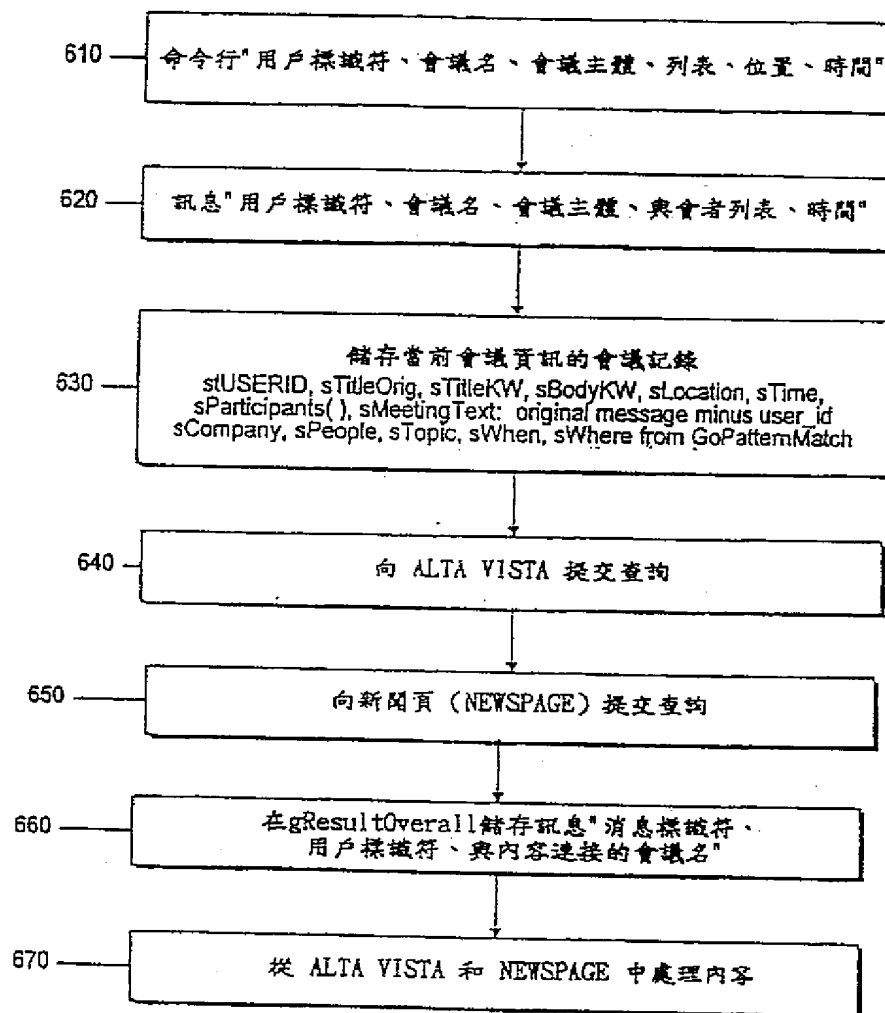 610
命令行"用戶標識符、會議名、會議主體、列表、位置、時間"
620
訊息"用戶標識符、會議名、會議主體、與會者列表、時間"
630
儲存當前會議資訊的會議記錄
stUSERID, sTitleOrig, sTitleKW, sBodyKW, sLocation, sTime,
sParticipants( ), sMeetingText: original message minus user_id
sCompany, sPeople, sTopic, sWhen, sWhere from GoPatternMatch
640
向 ALTA VISTA 提交查詢
650
向新聞頁（NEWSPAGE）提交查詢
660
在gResultOverall儲存訊息"消息標識符、
用戶標識符、與內容連接的會議名"
670
從 ALTA VISTA 和 NEWSPAGE 中處理內容